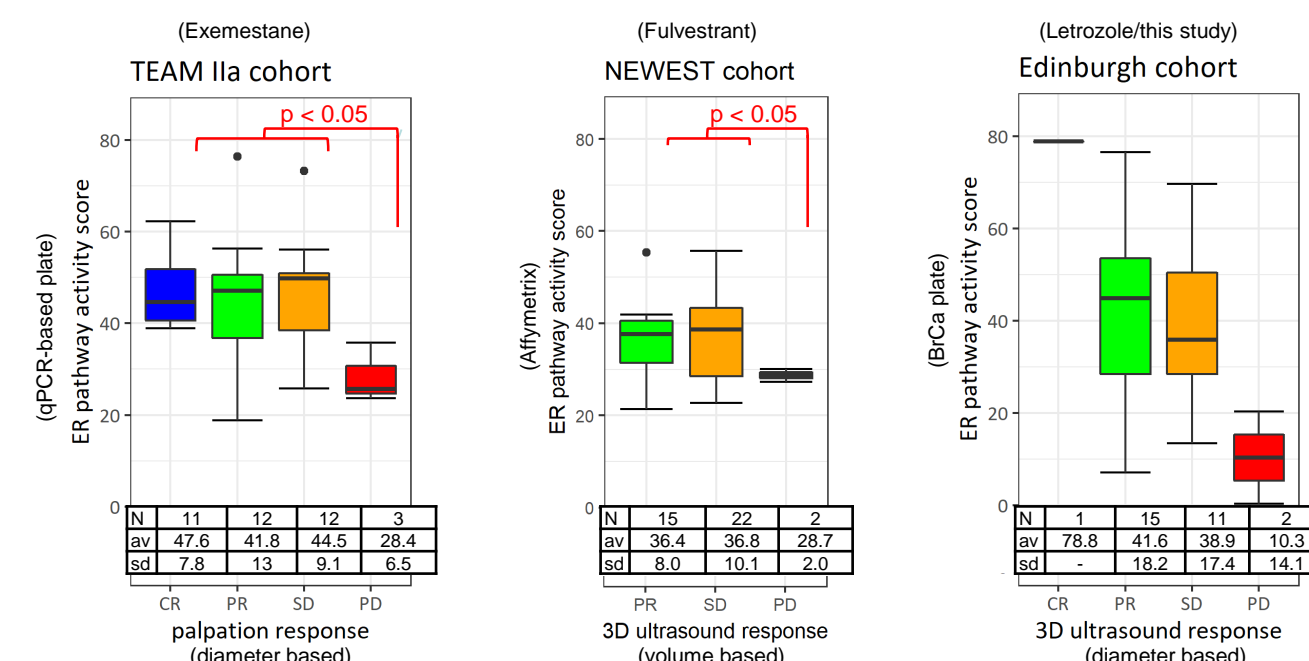 (Exemestane)
TEAM IIa cohort
(qPCR-based plate)
ER pathway activity score
80
60
40
20
0
p < 0.05
N 11 12 12 3
av 47.6 41.8 44.5 28.4
sd 7.8 13 9.1 6.5
CR PR SD PD
palpation response
(diameter based)
(Fulvestrant)
NEWEST cohort
(Affymetrix)
ER pathway activity score
80
60
40
20
0
p < 0.05
N 15 22 2
av 36.4 36.8 28.7
sd 8.0 10.1 2.0
PR SD PD
3D ultrasound response
(volume based)
(Letrozole/this study)
Edinburgh cohort
(BrCa plate)
ER pathway activity score
80
60
40
20
0
N 1 15 11 2
av 78.8 41.6 38.9 10.3
sd - 18.2 17.4 14.1
CR PR SD PD
3D ultrasound response
(diameter based)